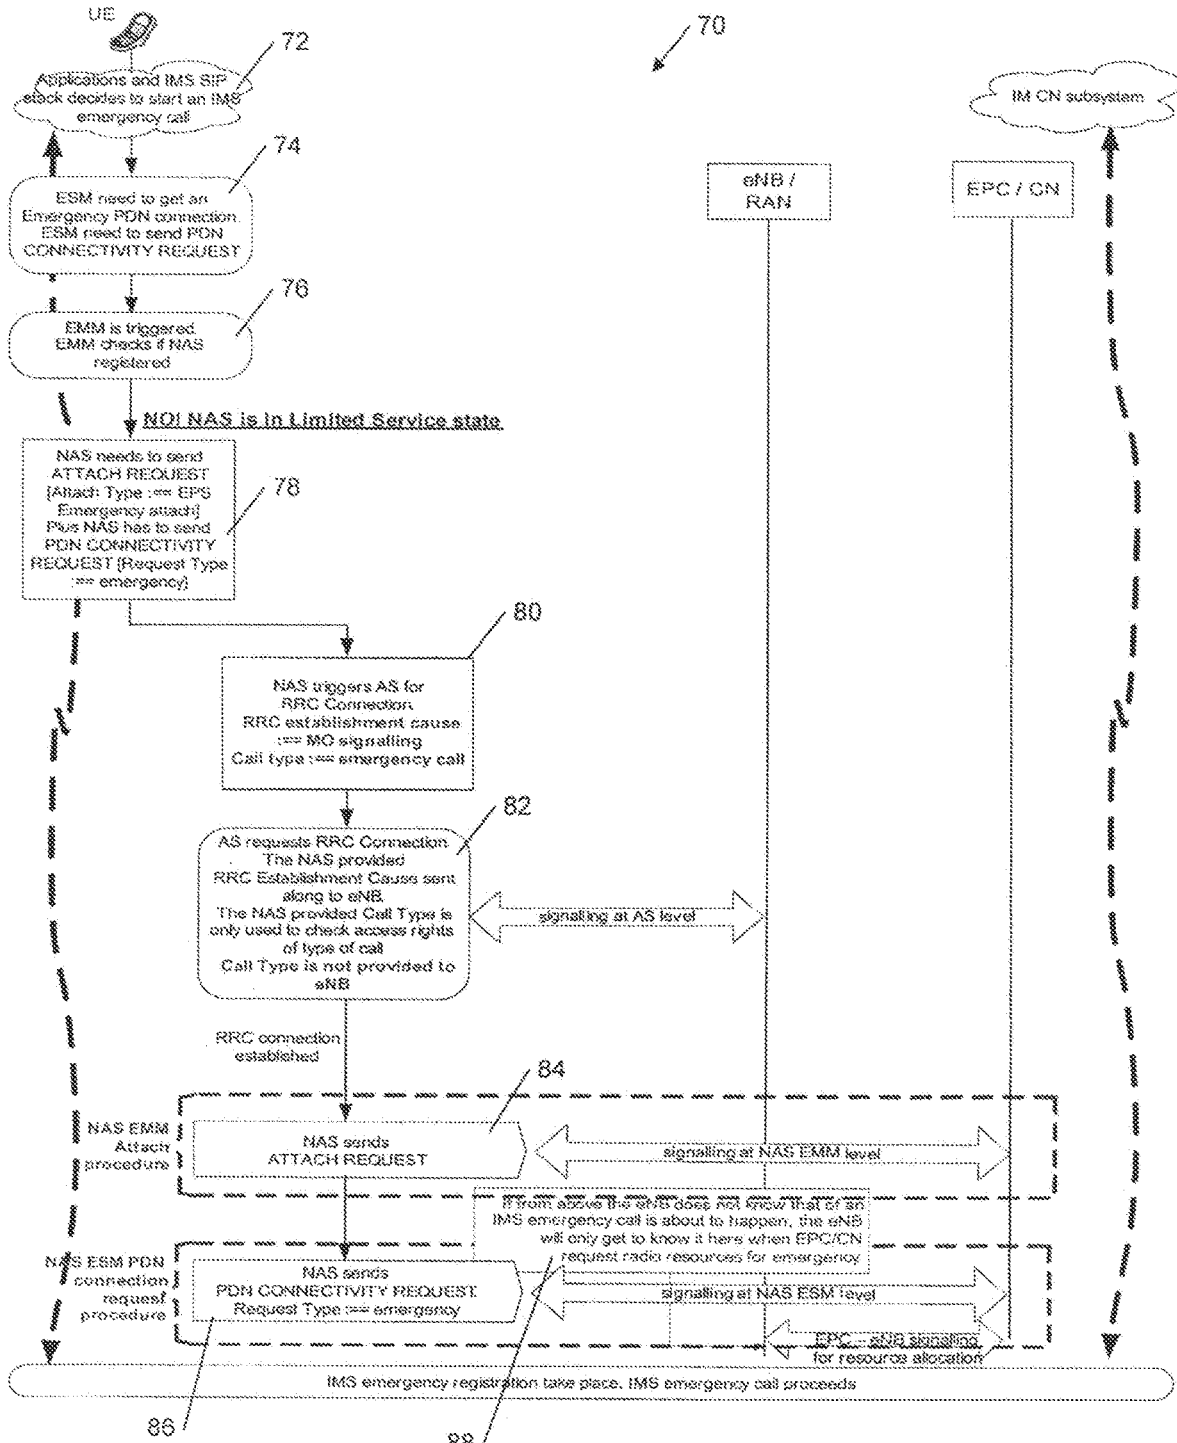 UE
72
70
Applications and IMS SIP
stack decides to start an IMS
emergency call
IM CN subsystem
74
eNB /
RAN
EPC / CN
ESM need to get an
Emergency PDN connection.
ESM need to send PDN
CONNECTIVITY REQUEST
76
EMM is triggered.
EMM checks if NAS
registered
NO! NAS is in Limited Service state
NAS needs to send
ATTACH REQUEST
[Attach Type :== EPS
Emergency attach]
Plus NAS has to send
PDN CONNECTIVITY
REQUEST [Request Type
:== emergency]
78
80
NAS triggers AS for
RRC Connection.
RRC establishment cause
:== MO signalling
Call type :== emergency call
82
AS requests RRC Connection.
The NAS provided
RRC Establishment Cause sent
along to eNB.
The NAS provided Call Type is
only used to check access rights
of type of call
Call Type is not provided to
eNB
signalling at AS level
RRC connection
established
84
NAS EMM
Attach
procedure
NAS sends
ATTACH REQUEST
signalling at NAS EMM level
If from above the eNB does not know that of an
IMS emergency call is about to happen, the eNB
will only get to know it here when EPC/CN
request radio resources for emergency
NAS ESM PDN
connection
request
procedure
NAS sends
PDN CONNECTIVITY REQUEST
Request Type :== emergency
signalling at NAS ESM level
EPC - eNB signalling
for resource allocation
IMS emergency registration take place, IMS emergency call proceeds
86
88